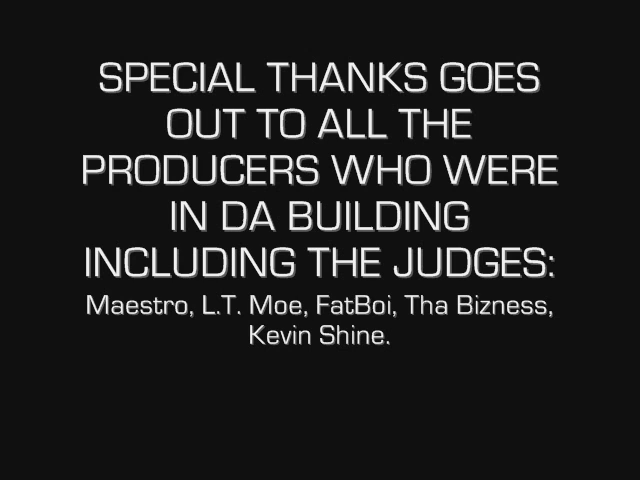 SPECIAL THANKS GOES
OUT TO ALL THE
PRODUCERS WHO WERE
IN DA BUILDING
INCLUDING THE JUDGES:
Maestro, L.T. Moe, FatBoi, Tha Bizness,
Kevin Shine.